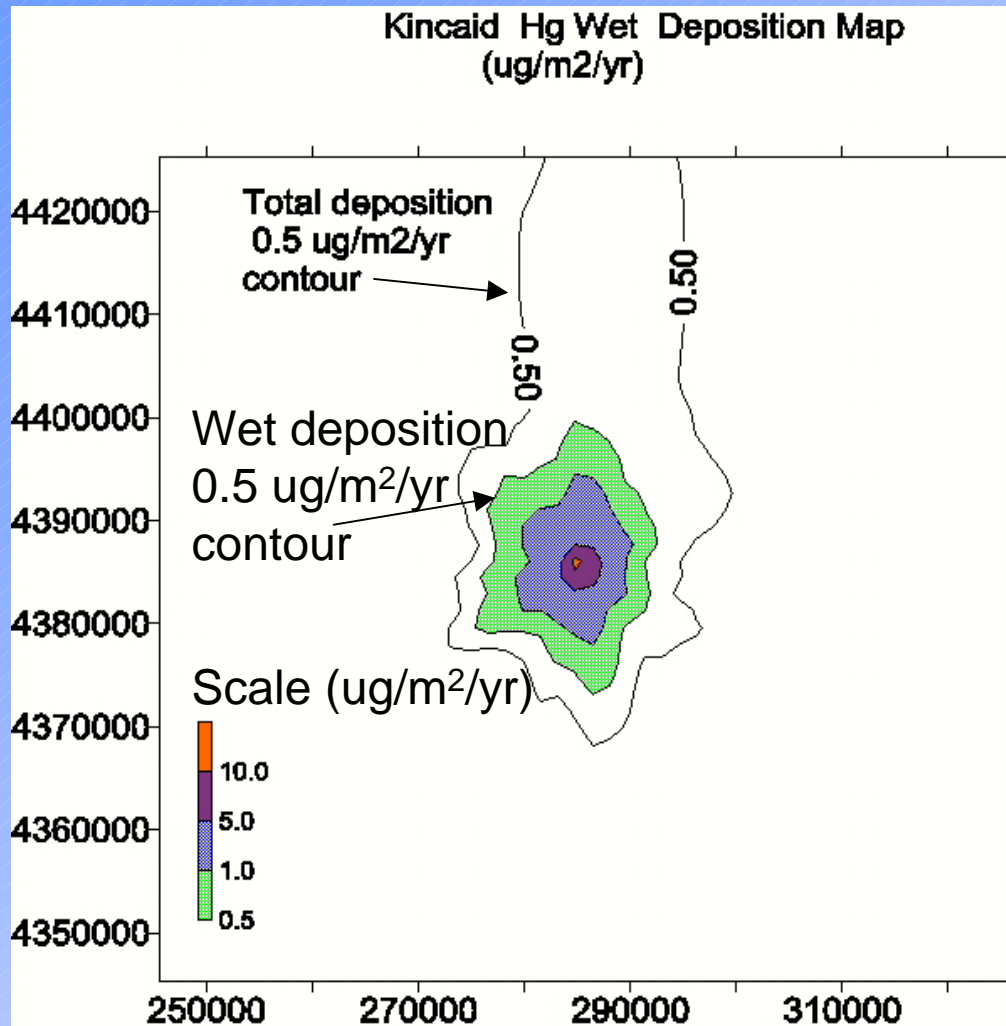 Kincaid Hg Wet Deposition Map
(ug/m2/yr)
Total deposition
0.5 ug/m2/yr
contour
0.50
0.50
Wet deposition
0.5 ug/m²/yr
contour
Scale (ug/m²/yr)
10.0
5.0
1.0
0.5
4420000
4410000
4400000
4390000
4380000
4370000
4360000
4350000
250000 270000 290000 310000